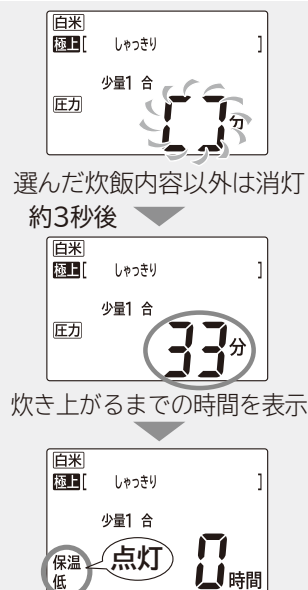 白米
極上[ しゃっきり ]
少量1 合
圧力
分
選んだ炊飯内容以外は消灯
約3秒後
白米
極上[ しゃっきり ]
少量1 合
圧力
33分
炊き上がるまでの時間を表示
白米
極上[ しゃっきり ]
少量1 合
保温 点灯
低
0時間